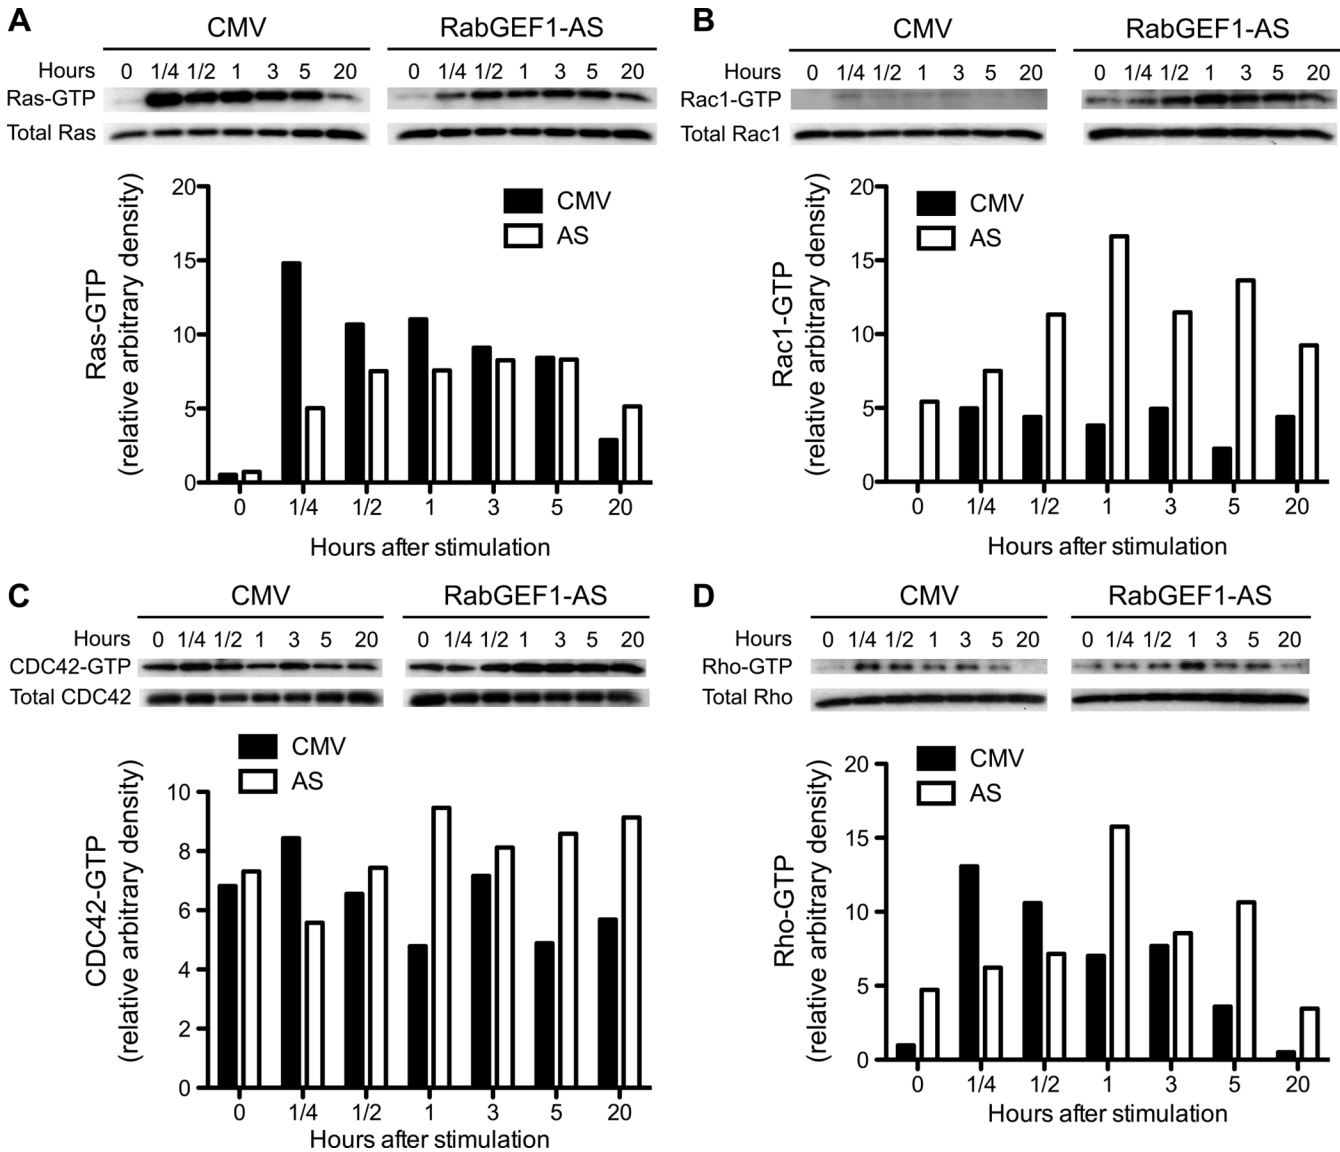 A
CMV RabGEF1-AS
Hours 0 1/4 1/2 1 3 5 20 0 1/4 1/2 1 3 5 20
Ras-GTP
Total Ras
20
15
10
5
0
Ras-GTP
(relative arbitrary density)
CMV
AS
0 1/4 1/2 1 3 5 20
Hours after stimulation
B
CMV RabGEF1-AS
Hours 0 1/4 1/2 1 3 5 20 0 1/4 1/2 1 3 5 20
Rac1-GTP
Total Rac1
20
15
10
5
0
Rac1-GTP
(relative arbitrary density)
CMV
AS
0 1/4 1/2 1 3 5 20
Hours after stimulation
C
CMV RabGEF1-AS
Hours 0 1/4 1/2 1 3 5 20 0 1/4 1/2 1 3 5 20
CDC42-GTP
Total CDC42
CMV
AS
10
8
6
4
2
0
CDC42-GTP
(relative arbitrary density)
0 1/4 1/2 1 3 5 20
Hours after stimulation
D
CMV RabGEF1-AS
Hours 0 1/4 1/2 1 3 5 20 0 1/4 1/2 1 3 5 20
Rho-GTP
Total Rho
20
15
10
5
0
Rho-GTP
(relative arbitrary density)
CMV
AS
0 1/4 1/2 1 3 5 20
Hours after stimulation